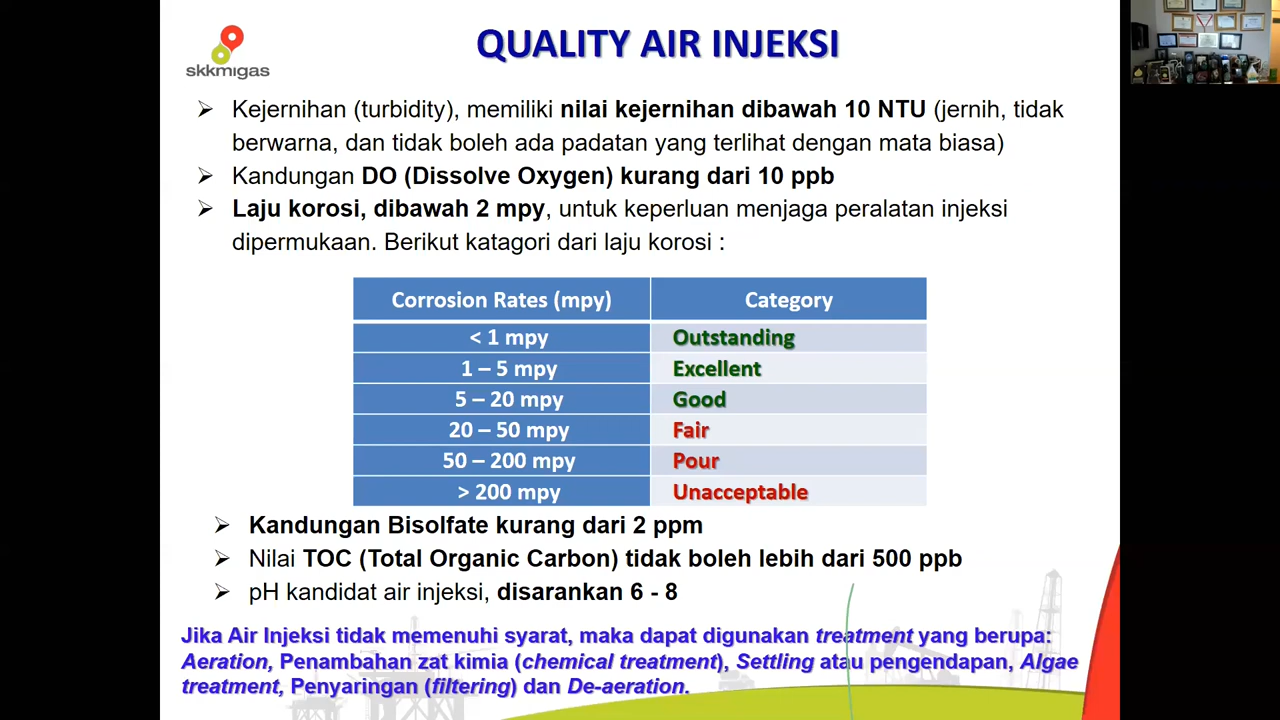 skkmigas
QUALITY AIR INJEKSI
➢ Kejernihan (turbidity), memiliki nilai kejernihan dibawah 10 NTU (jernih, tidak
berwarna, dan tidak boleh ada padatan yang terlihat dengan mata biasa)
➢ Kandungan DO (Dissolve Oxygen) kurang dari 10 ppb
➢ Laju korosi, dibawah 2 mpy, untuk keperluan menjaga peralatan injeksi
dipermukaan. Berikut katagori dari laju korosi :
Corrosion Rates (mpy) Category
< 1 mpy Outstanding
1 – 5 mpy Excellent
5 – 20 mpy Good
20 – 50 mpy Fair
50 – 200 mpy Pour
> 200 mpy Unacceptable
➢ Kandungan Bisolfate kurang dari 2 ppm
➢ Nilai TOC (Total Organic Carbon) tidak boleh lebih dari 500 ppb
➢ pH kandidat air injeksi, disarankan 6 - 8
Jika Air Injeksi tidak memenuhi syarat, maka dapat digunakan treatment yang berupa:
Aeration, Penambahan zat kimia (chemical treatment), Settling atau pengendapan, Algae
treatment, Penyaringan (filtering) dan De-aeration.